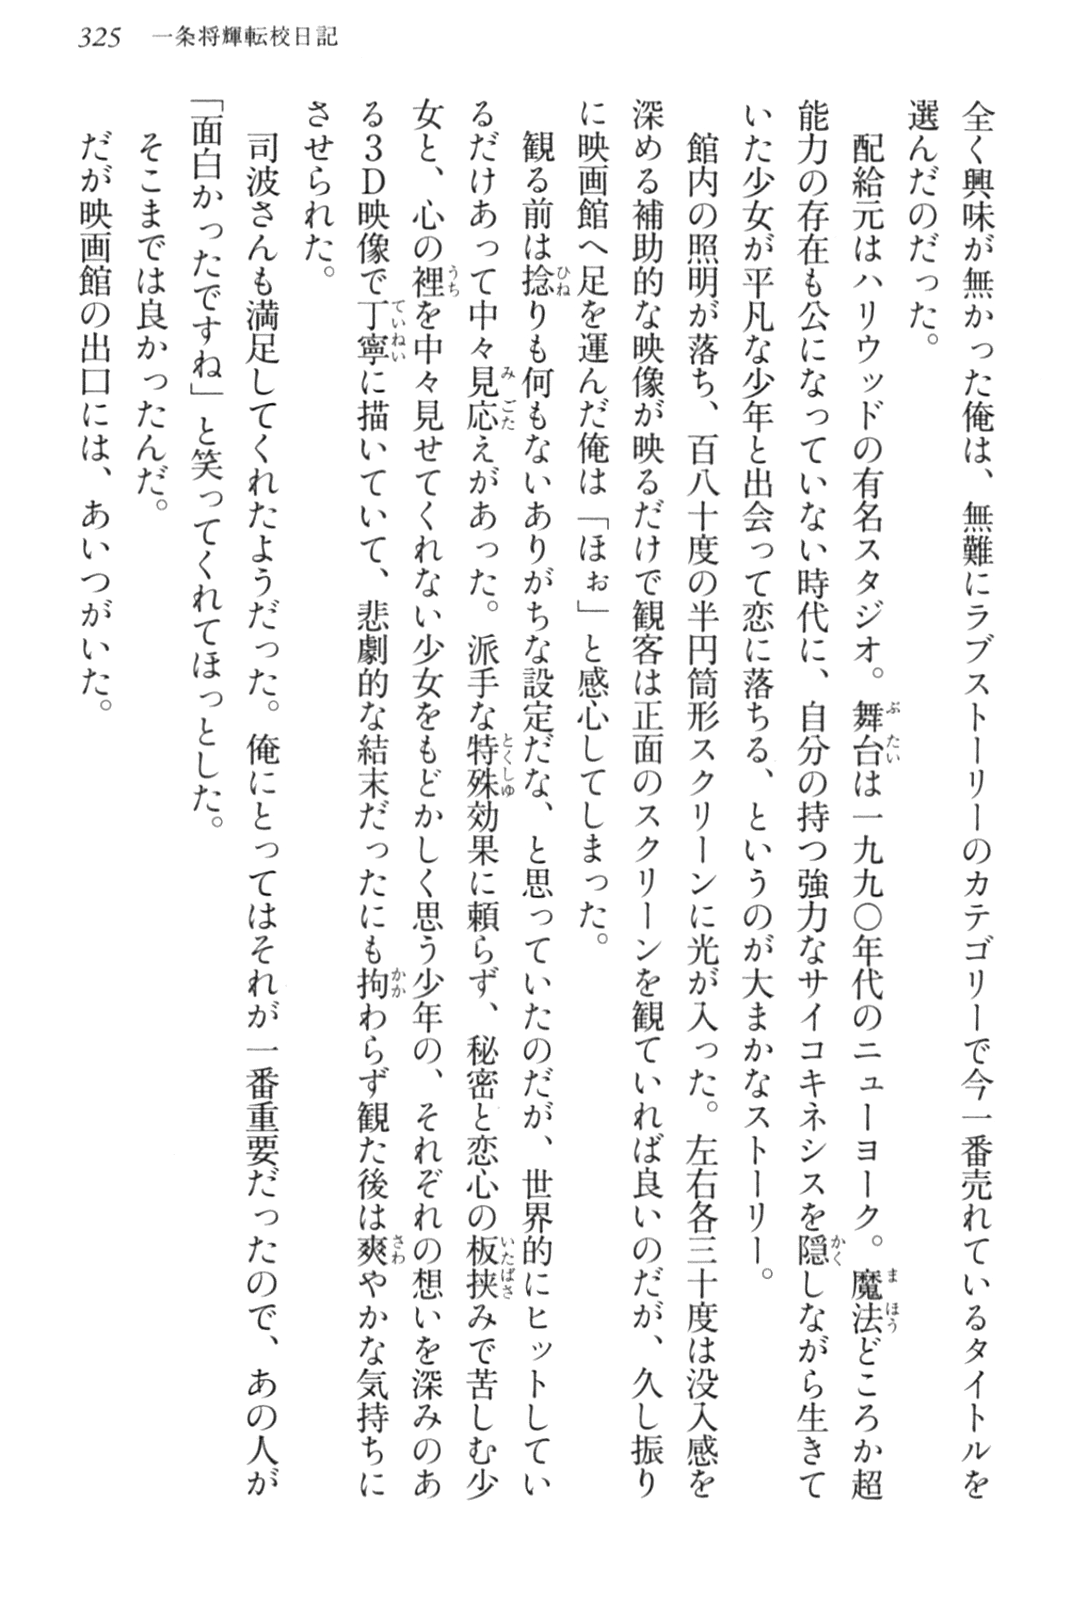 325 一条将輝転校日記
全く興味が無かった俺は、無難にラブストーリーのカテゴリーで今一番売れているタイトルを
選んだのだった。
配給元はハリウッドの有名スタジオ。舞台は一九九〇年代のニューヨーク。魔法どころか超
能力の存在も公になっていない時代に、自分の持つ強力なサイコキネシスを隠しながら生きて
いた少女が平凡な少年と出会って恋に落ちる、というのが大まかなストーリー。
館内の照明が落ち、百八十度の半円筒形スクリーンに光が入った。左右各三十度は没入感を
深める補助的な映像が映るだけで観客は正面のスクリーンを観ていれば良いのだが、久し振り
に映画館へ足を運んだ俺は「ほぉ」と感心してしまった。
観る前は捻りも何もないありがちな設定だな、と思っていたのだが、世界的にヒットしてい
るだけあって中々見応えがあった。派手な特殊効果に頼らず、秘密と恋心の板挟みで苦しむ少
女と、心の裡を中々見せてくれない少女をもどかしく思う少年の、それぞれの想いを深みのあ
る3D映像で丁寧に描いていて、悲劇的な結末だったにも拘わらず観た後は爽やかな気持ちに
させられた。
司波さんも満足してくれたようだった。俺にとってはそれが一番重要だったので、あの人が
「面白かったですね」と笑ってくれてほっとした。
そこまでは良かったんだ。
だが映画館の出口には、あいつがいた。